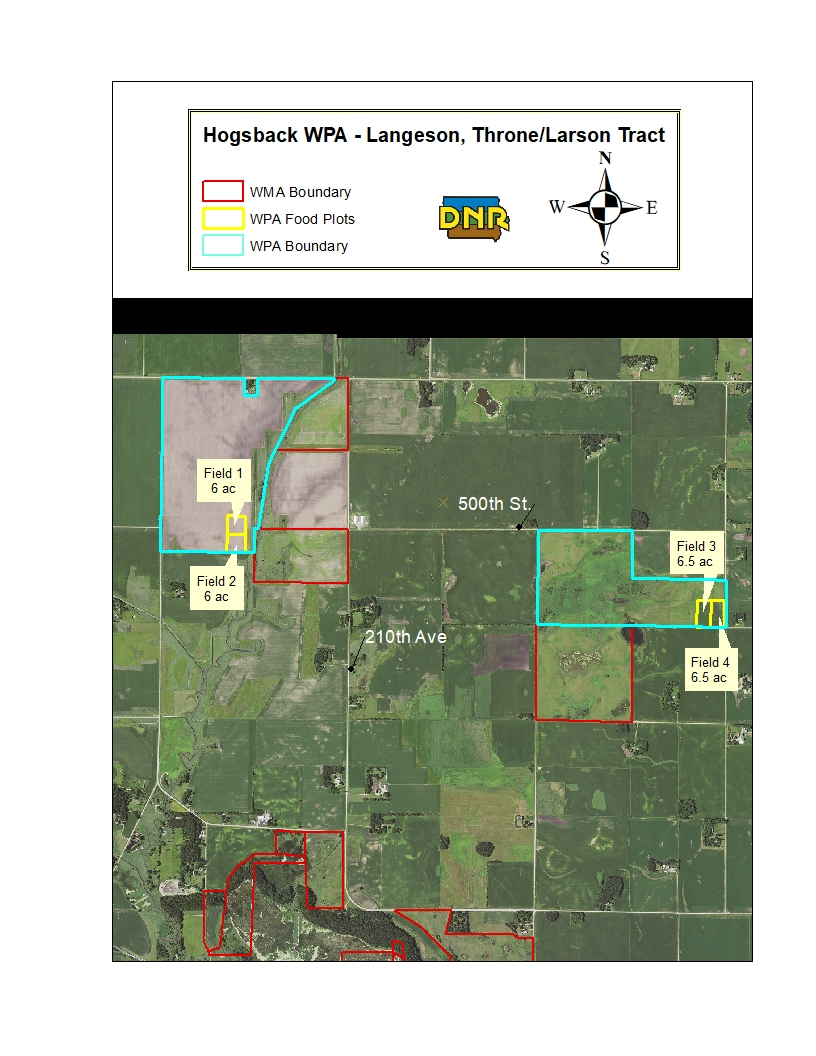 Hogsback WPA - Langeson, Throne/Larson Tract
N
WMA Boundary
WPA Food Plots
WPA Boundary
DNR
W
E
S
Field 1
6 ac
500th St.
Field 3
6.5 ac
Field 2
6 ac
210th Ave
Field 4
6.5 ac